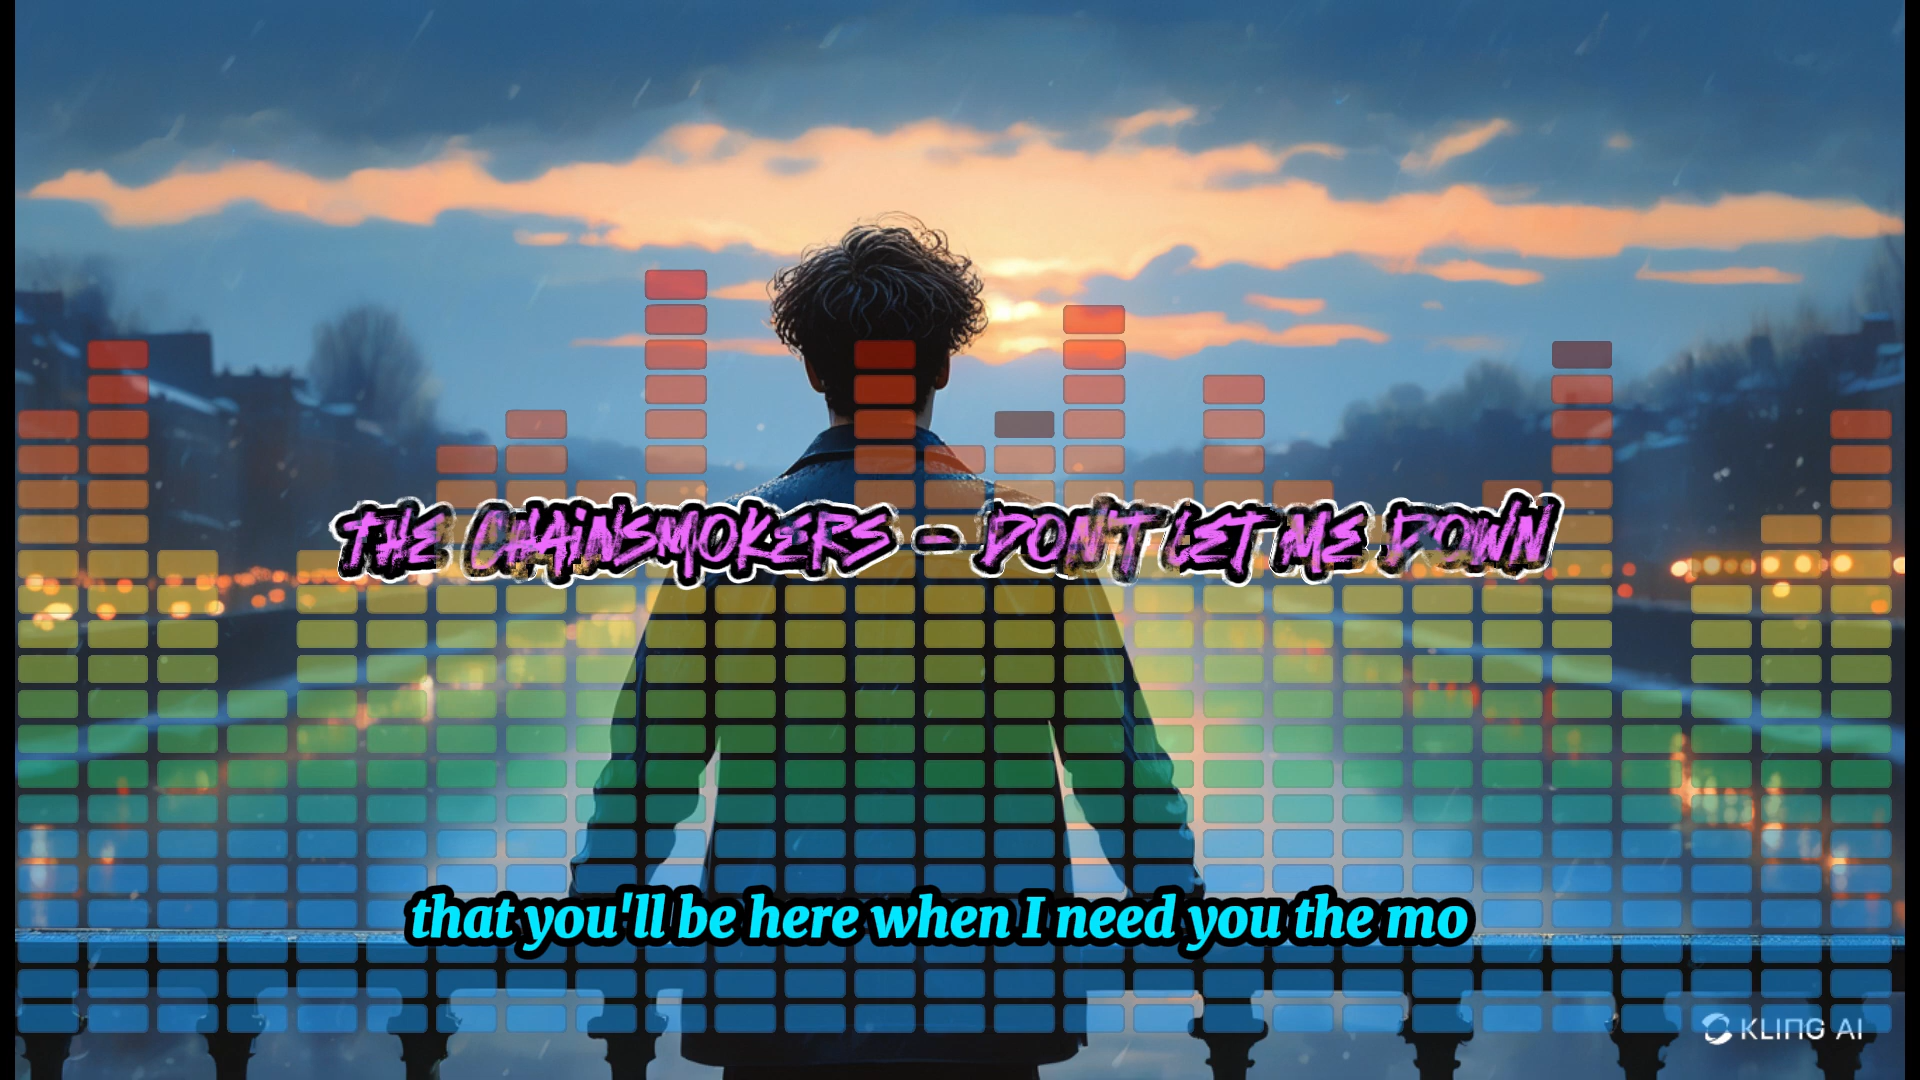 THE CHAINSMOKERS - DON'T LET ME DOWN
that you'll be here when I need you the mo
KLING AI